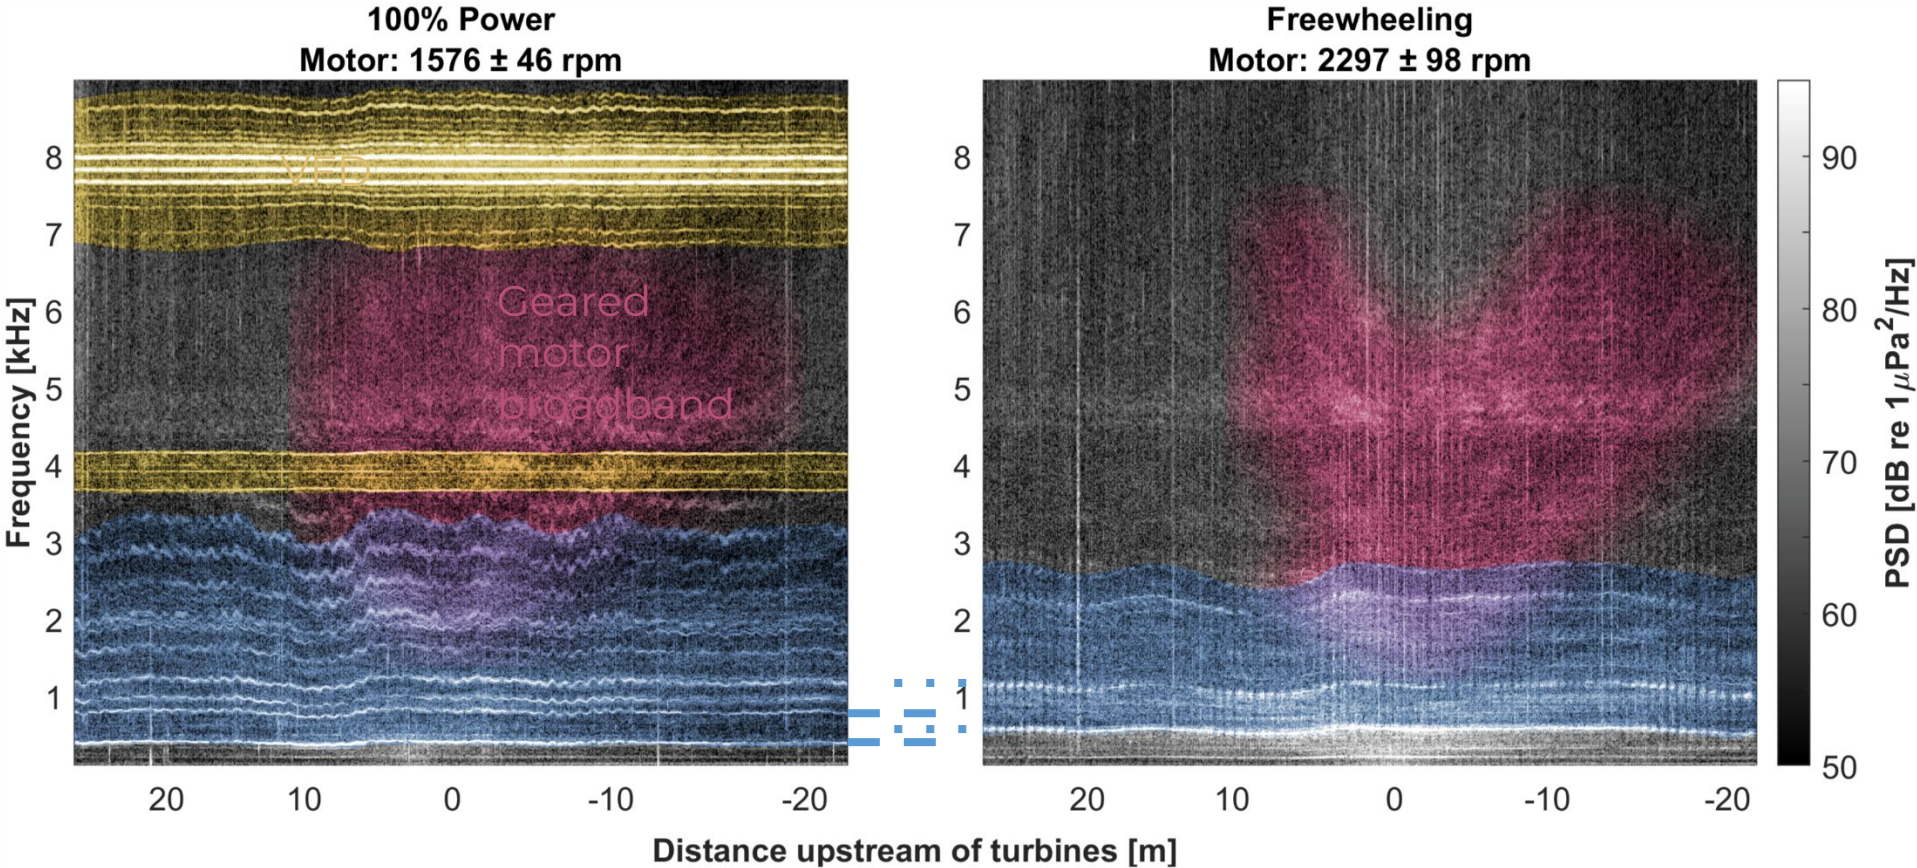 100% Power
Motor: 1576 ± 46 rpm
Freewheeling
Motor: 2297 ± 98 rpm
Frequency [kHz]
8
7
6
5
4
3
2
1
VFD
Geared
motor
broadband
20 10 0 -10 -20
8
7
6
5
4
3
2
1
20 10 0 -10 -20
Distance upstream of turbines [m]
90
80
70
60
50
PSD [dB re 1μPa²/Hz]